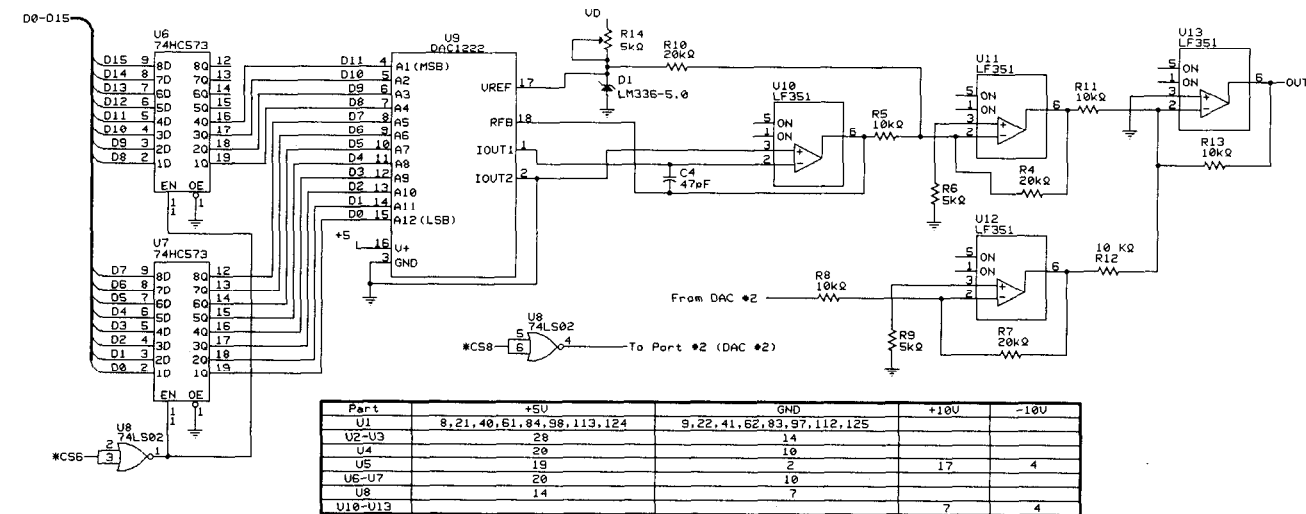 D0-D15
U6
74HC573
D15 9 8D 8Q 12
D14 8 7D 7Q 13
D13 7 6D 6Q 14
D12 6 5D 5Q 15
D11 5 4D 4Q 16
D10 4 3D 3Q 17
D9 3 2D 2Q 18
D8 2 1D 1Q 19
EN OE
11 1
U7
74HC573
D7 9 8D 8Q 12
D6 8 7D 7Q 13
D5 7 6D 6Q 14
D4 6 5D 5Q 15
D3 5 4D 4Q 16
D2 4 3D 3Q 17
D1 3 2D 2Q 18
D0 2 1D 1Q 19
EN OE
11 1
U8
74LS02
*CS6 2 3 1
U9
DAC1222
D11 4 A1(MSB)
D10 5 A2
D9 6 A3
D8 7 A4
D7 8 A5
D6 9 A6
D5 10 A7
D4 11 A8
D3 12 A9
D2 13 A10
D1 14 A11
D0 15 A12(LSB)
+5 16 V+
3 GND
VREF 17
RFB 18
IOUT1 1
IOUT2 2
VD
R14
5kΩ
D1
LM336-5.0
R10
20kΩ
C4
47pF
U10
LF351
5 ON
1 ON
3 +
2 -
6
R5
10kΩ
R6
5kΩ
U11
LF351
5 ON
1 ON
3 +
2 -
6
R4
20kΩ
R11
10kΩ
U13
LF351
5 ON
1 ON
3 +
2 -
6 OUT
R13
10kΩ
U12
LF351
5 ON
1 ON
3 +
2 -
6
10 KΩ
R12
From DAC #2
R8
10kΩ
R9
5kΩ
R7
20kΩ
U8
74LS02
*CS8 5 6 4 To Port #2 (DAC #2)
Part +5V GND +10V -10V
U1 8,21,40,61,84,98,113,124 9,22,41,62,83,97,112,125
U2-U3 28 14
U4 20 10
U5 19 2 17 4
U6-U7 20 10
U8 14 7
U10-U13 7 4